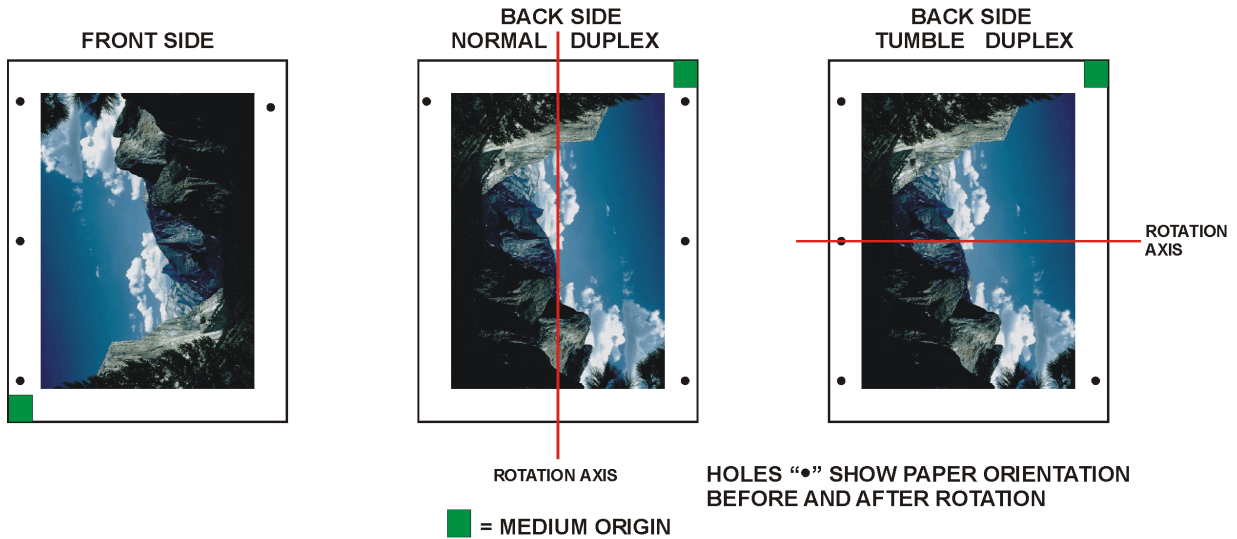 FRONT SIDE
BACK SIDE
NORMAL DUPLEX
BACK SIDE
TUMBLE DUPLEX
ROTATION
AXIS
ROTATION AXIS
HOLES “•” SHOW PAPER ORIENTATION
BEFORE AND AFTER ROTATION
= MEDIUM ORIGIN